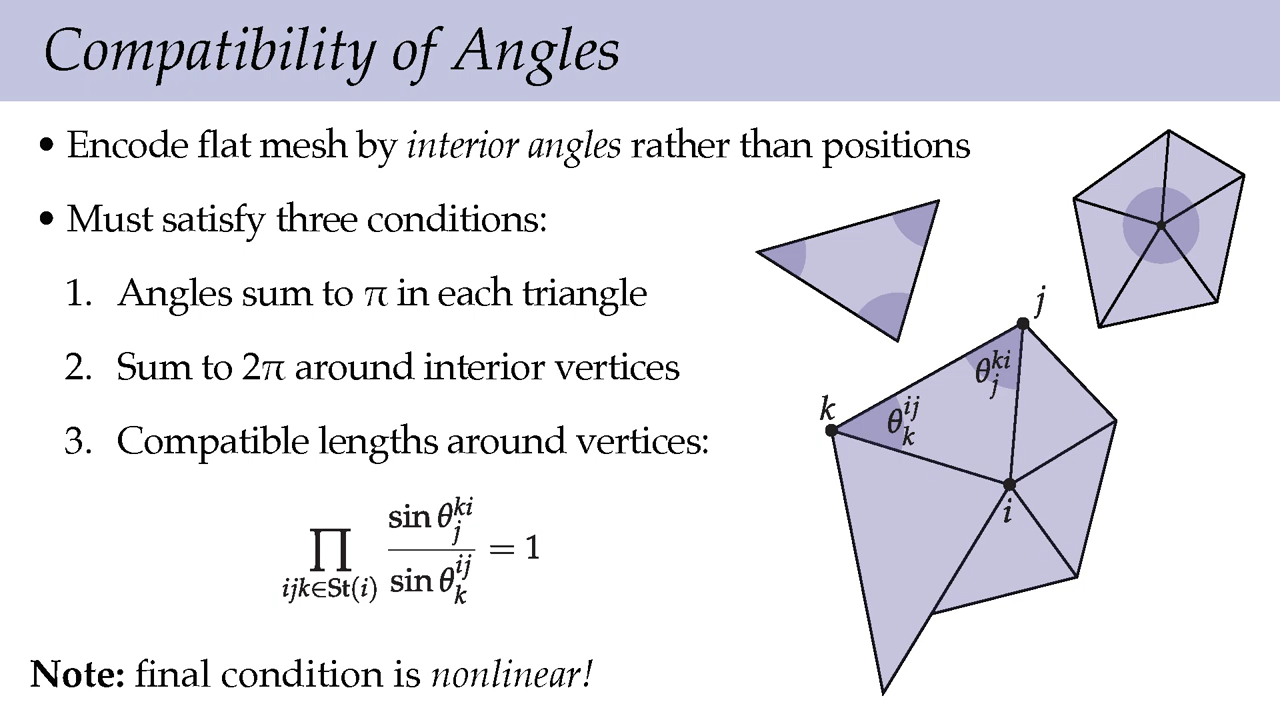 Compatibility of Angles
• Encode flat mesh by interior angles rather than positions
• Must satisfy three conditions:
1. Angles sum to π in each triangle
2. Sum to 2π around interior vertices
3. Compatible lengths around vertices:
∏_{ijk∈St(i)} sin θ_j^{ki} / sin θ_k^{ij} = 1
Note: final condition is nonlinear!
j
θ_j^{ki}
k
θ_k^{ij}
i